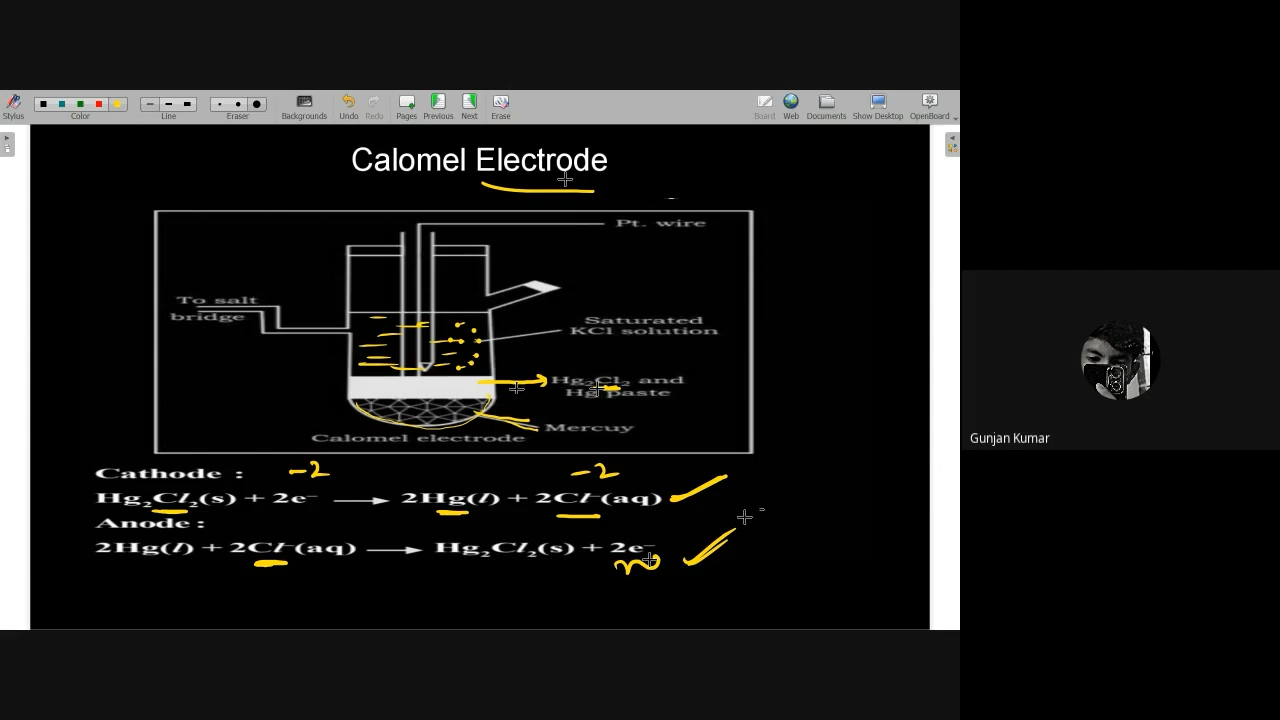 Stylus
Color
Line
Eraser
Backgrounds
Undo
Redo
Pages
Previous
Next
Erase
Board
Web
Documents
Show Desktop
OpenBoard
Calomel Electrode
Pt. wire
To salt
bridge
Saturated
KCl solution
Hg₂Cl₂ and
Hg paste
Mercuy
Calomel electrode
Cathode :
-2 -2
Hg₂Cl₂(s) + 2e⁻ ⟶ 2Hg(l) + 2Cl⁻(aq)
Anode :
2Hg(l) + 2Cl⁻(aq) ⟶ Hg₂Cl₂(s) + 2e⁻
Gunjan Kumar